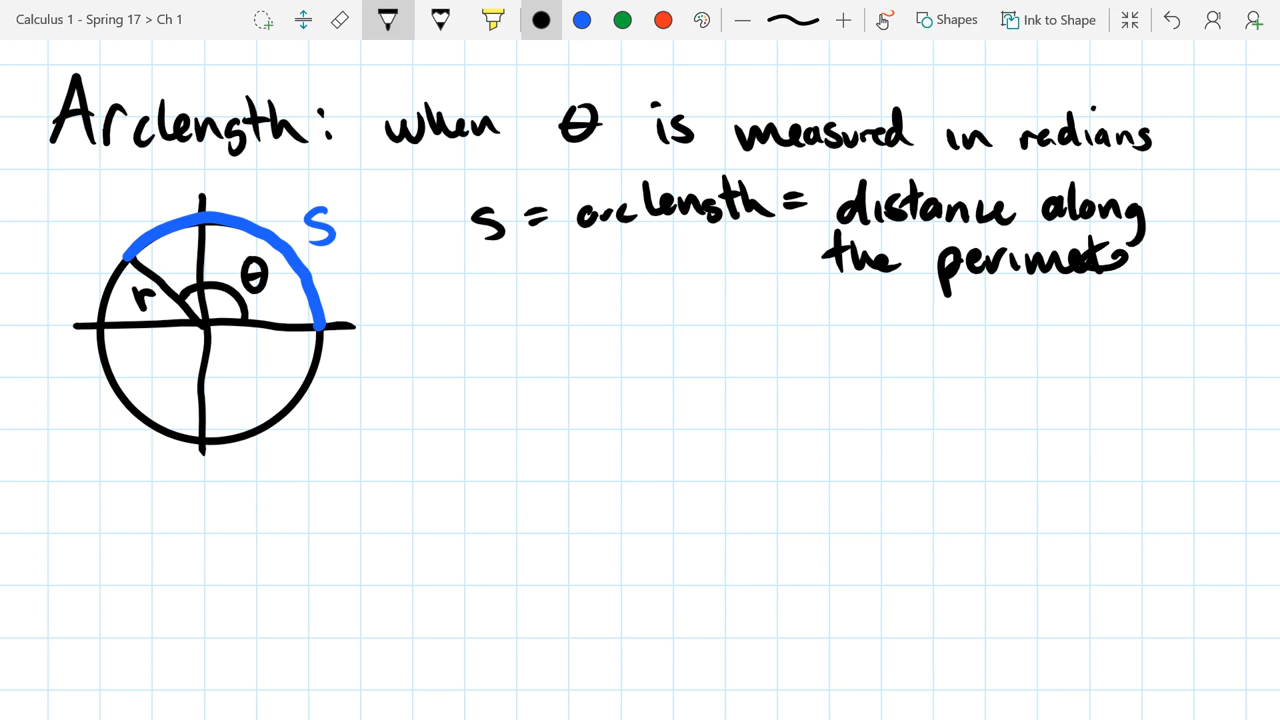 Calculus 1 - Spring 17 > Ch 1
Shapes
Ink to Shape
Arclength: when θ is measured in radians
s = arclength = distance along
the perimete
S
θ
r